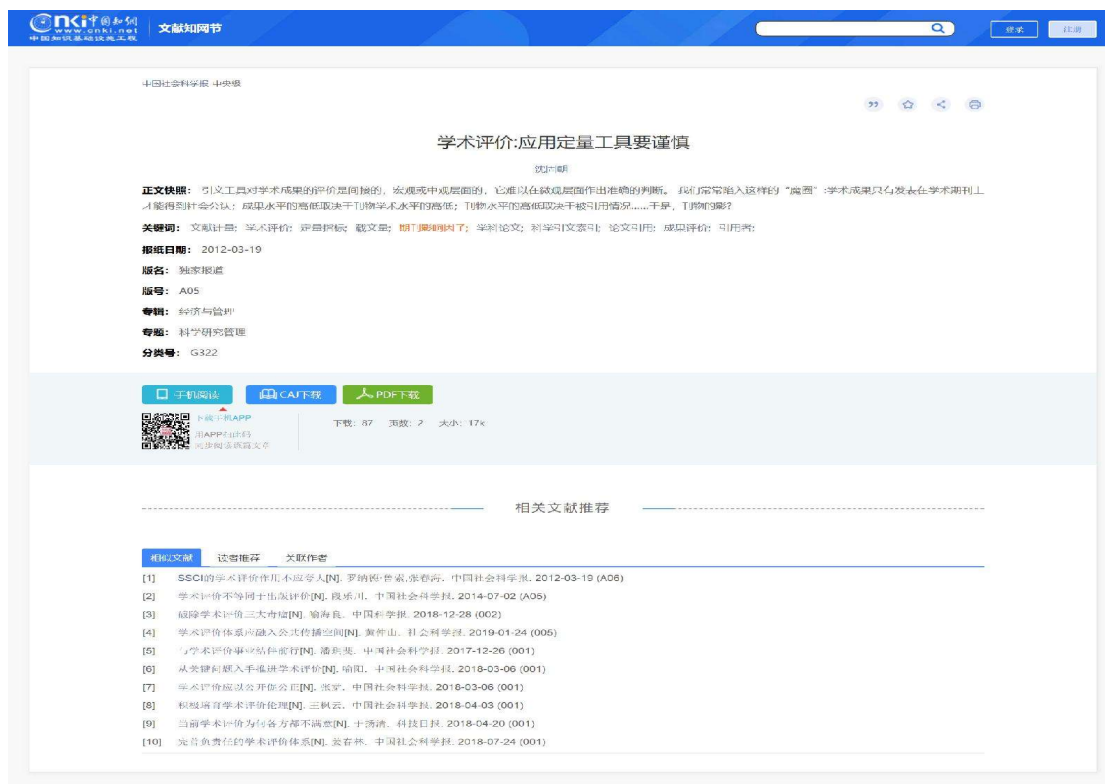 cnki 中国知网
www.cnki.net
中国知识基础设施工程
文献知网节
登录
注册
中国社会科学报 中央级
学术评价:应用定量工具要谨慎
正文快照： 引文工具对学术成果的评价是间接的，宏观或中观层面的，它难以在微观层面作出准确的判断。 我们常常陷入这样的“魔圈”:学术成果只有发表在学术期刊上
才能得到社会公认；成果水平的高低取决于刊物学术水平的高低；刊物水平的高低取决于被引用情况……于是，刊物的影?
关键词： 文献计量; 学术评价; 定量指标; 载文量; 期刊影响因子; 学科论文; 科学引文索引; 论文引用; 成果评价; 引用者;
报纸日期： 2012-03-19
版名： 独家报道
版号： A05
专辑： 经济与管理
专题： 科学研究管理
分类号： G322
手机阅读
CAJ下载
PDF下载
下载手机APP
用APP扫此码
同步阅读该篇文章
下载：87 页数：2 大小：17k
相关文献推荐
相似文献 读者推荐 关联作者
[1] SSCI的学术评价作用不应夸大[N]. 罗纳德·鲁索,张春海. 中国社会科学报. 2012-03-19 (A06)
[2] 学术评价不等同于出版评价[N]. 段乐川. 中国社会科学报. 2014-07-02 (A05)
[3] 破除学术评价三大奇瘤[N]. 喻海良. 中国科学报. 2018-12-28 (002)
[4] 学术评价体系应融入公共传播空间[N]. 黄仲山. 社会科学报. 2019-01-24 (005)
[5] 与学术评价事业结伴前行[N]. 中国社会科学报. 2017-12-26 (001)
[6] 从关键问题入手推进学术评价[N]. 喻阳. 中国社会科学报. 2018-03-06 (001)
[7] 学术评价应以公开促公正[N]. 中国社会科学报. 2018-03-06 (001)
[8] 积极培育学术评价伦理[N]. 王枫云. 中国社会科学报. 2018-04-03 (001)
[9] 当前学术评价为何各方都不满意[N]. 科技日报. 2018-04-20 (001)
[10] 完善负责任的学术评价体系[N]. 姜春林. 中国社会科学报. 2018-07-24 (001)